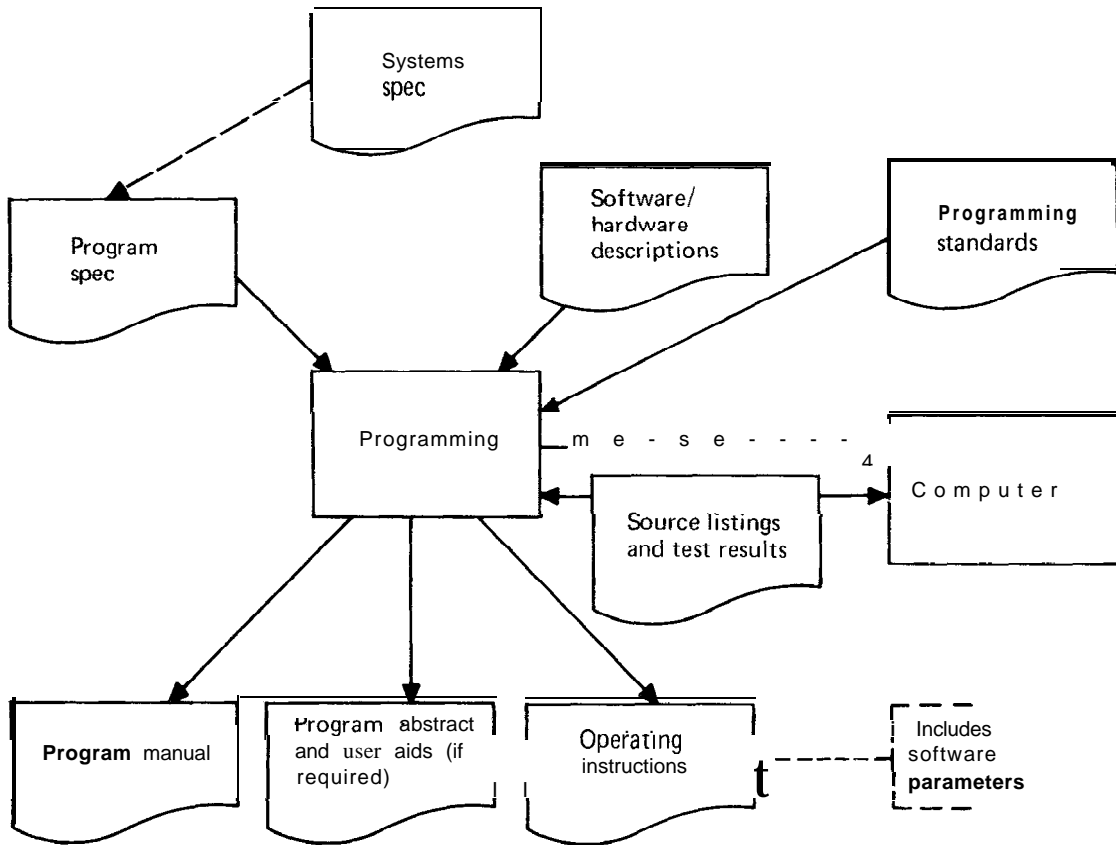 Systems
spec
Program
spec
Software/
hardware
descriptions
Programming
standards
Programming
m e - s e - - - -
4
Computer
Source listings
and test results
Program manual
Program abstract
and user aids (if
required)
Operating
instructions
t
Includes
software
parameters